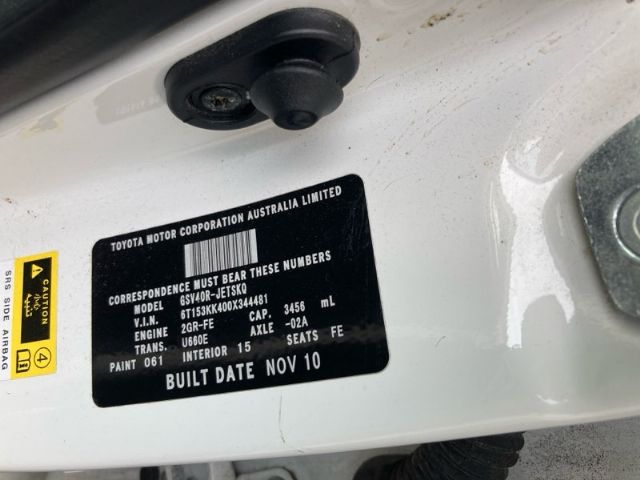 TOYOTA MOTOR CORPORATION AUSTRALIA LIMITED
CORRESPONDENCE MUST BEAR THESE NUMBERS
MODEL GSV40R-JETSKQ
V.I.N. 6T153KK400X344481
ENGINE 2GR-FE CAP. 3456 mL
TRANS. U660E AXLE -02A
PAINT 061 INTERIOR 15 SEATS FE
BUILT DATE NOV 10
CAUTION
4
SRS SIDE AIRBAG